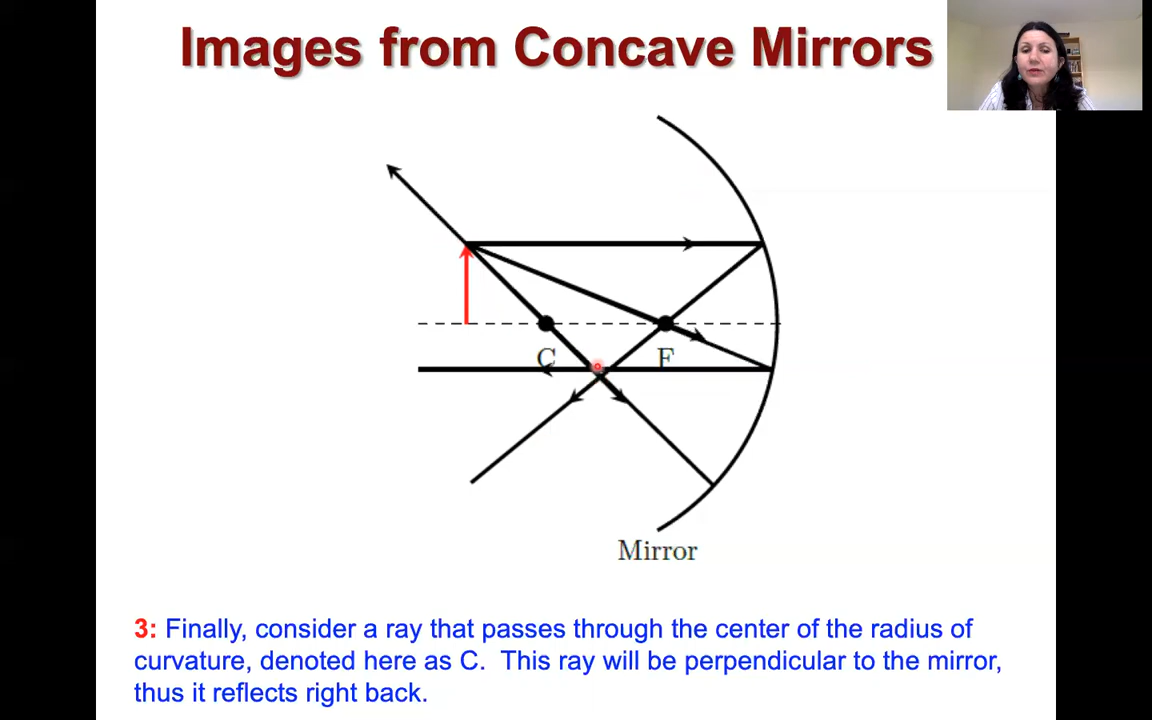 Images from Concave Mirrors
C
F
Mirror
3: Finally, consider a ray that passes through the center of the radius of
curvature, denoted here as C. This ray will be perpendicular to the mirror,
thus it reflects right back.